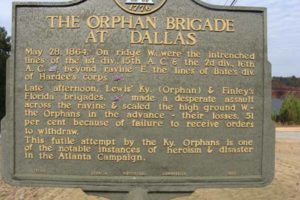 THE ORPHAN BRIGADE
AT DALLAS
May 28, 1864. On ridge W. were the intrenched
lines of the 1st div., 15th A. C. & the 2d div., 16th
A. C. beyond ravine E. the lines of Bate's div.
of Hardee's corps
Late afternoon, Lewis' Ky. (Orphan) & Finley's
Florida brigades, made a desperate assault
across the ravine & scaled the high ground W. -
the Orphans in the advance - their losses, 51
per cent because of failure to receive orders
to withdraw.
This futile attempt by the Ky. Orphans is one
of the notable instances of heroism & disaster
in the Atlanta Campaign.